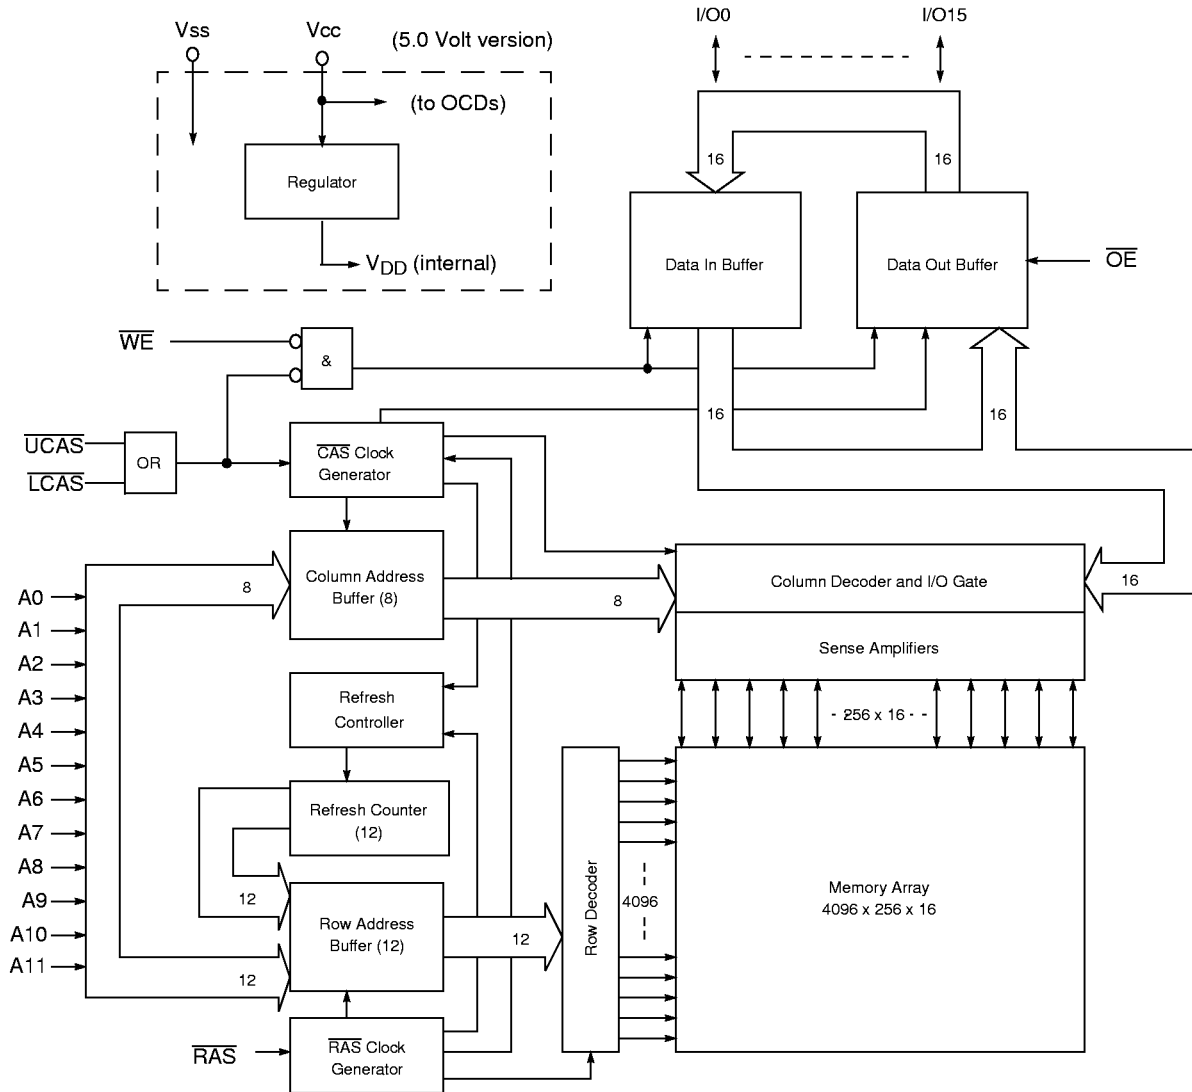 Vss
Vcc
(5.0 Volt version)
I/O0
I/O15
(to OCDs)
Regulator
VDD (internal)
16
16
Data In Buffer
Data Out Buffer
OE
WE
&
16
16
UCAS
LCAS
OR
CAS Clock
Generator
8
Column Address
Buffer (8)
8
Column Decoder and I/O Gate
16
Sense Amplifiers
A0
A1
A2
A3
A4
A5
A6
A7
A8
A9
A10
A11
Refresh
Controller
256 x 16
Refresh Counter
(12)
12
Row Address
Buffer (12)
12
12
Row Decoder
4096
Memory Array
4096 x 256 x 16
RAS
RAS Clock
Generator